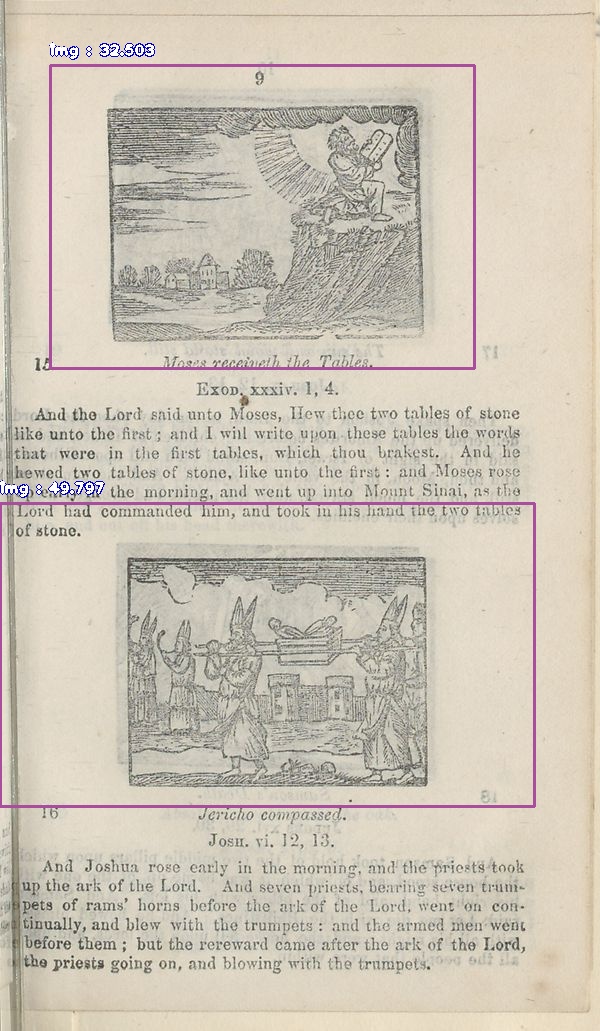 img : 32.503
9
15
Moses receiveth the Tables.
EXOD. xxxiv. 1, 4.
And the Lord said unto Moses, Hew thee two tables of stone
like unto the first; and I will write upon these tables the words
that were in the first tables, which thou brakest. And he
hewed two tables of stone, like unto the first: and Moses rose
img : 49.797
up early in the morning, and went up into Mount Sinai, as the
Lord had commanded him, and took in his hand the two tables
of stone.
16
Jericho compassed.
JOSH. vi. 12, 13.
And Joshua rose early in the morning, and the priests took
up the ark of the Lord. And seven priests, bearing seven trum-
pets of rams' horns before the ark of the Lord, went on con-
tinually, and blew with the trumpets: and the armed men went
before them; but the rereward came after the ark of the Lord,
the priests going on, and blowing with the trumpets.